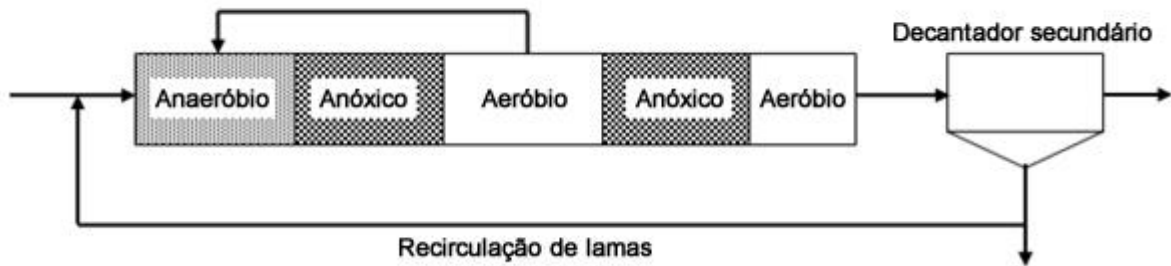 Decantador secundário
Anaeróbio
Anóxico
Aeróbio
Anóxico
Aeróbio
Recirculação de lamas